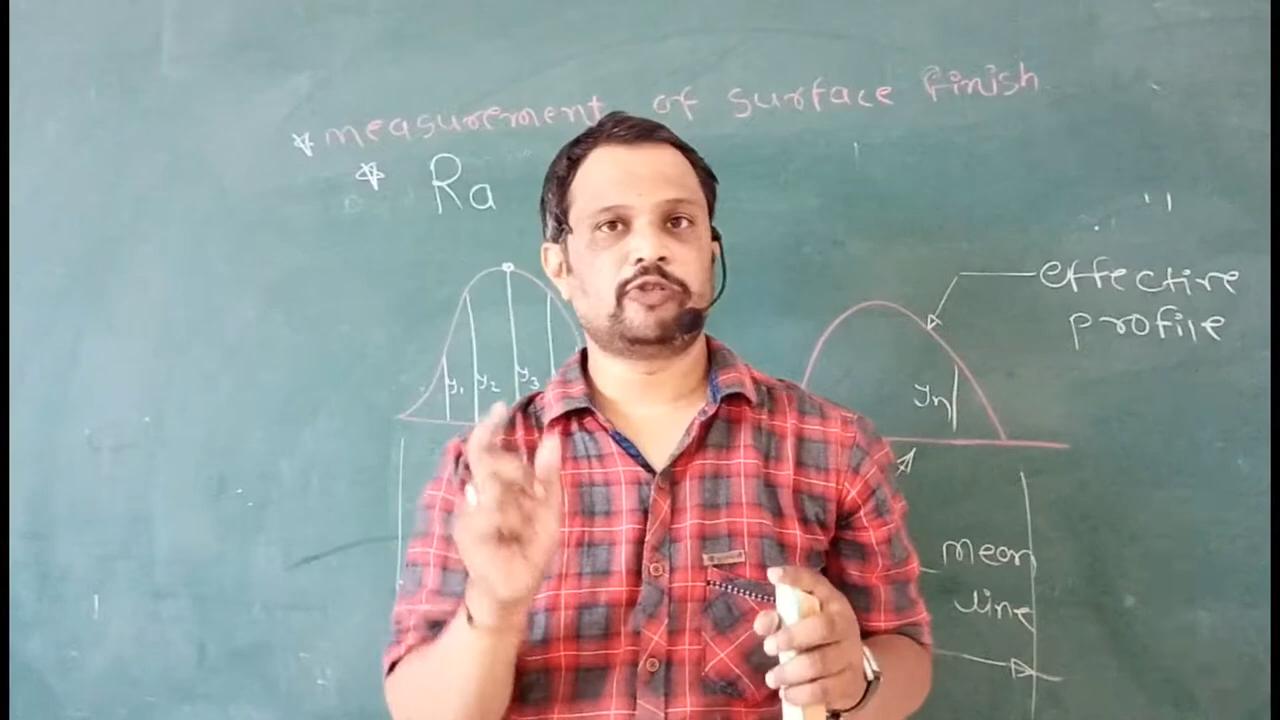 * measurement of surface finish
* Ra
effective
profile
y1 y2 y3
yn
mean
line